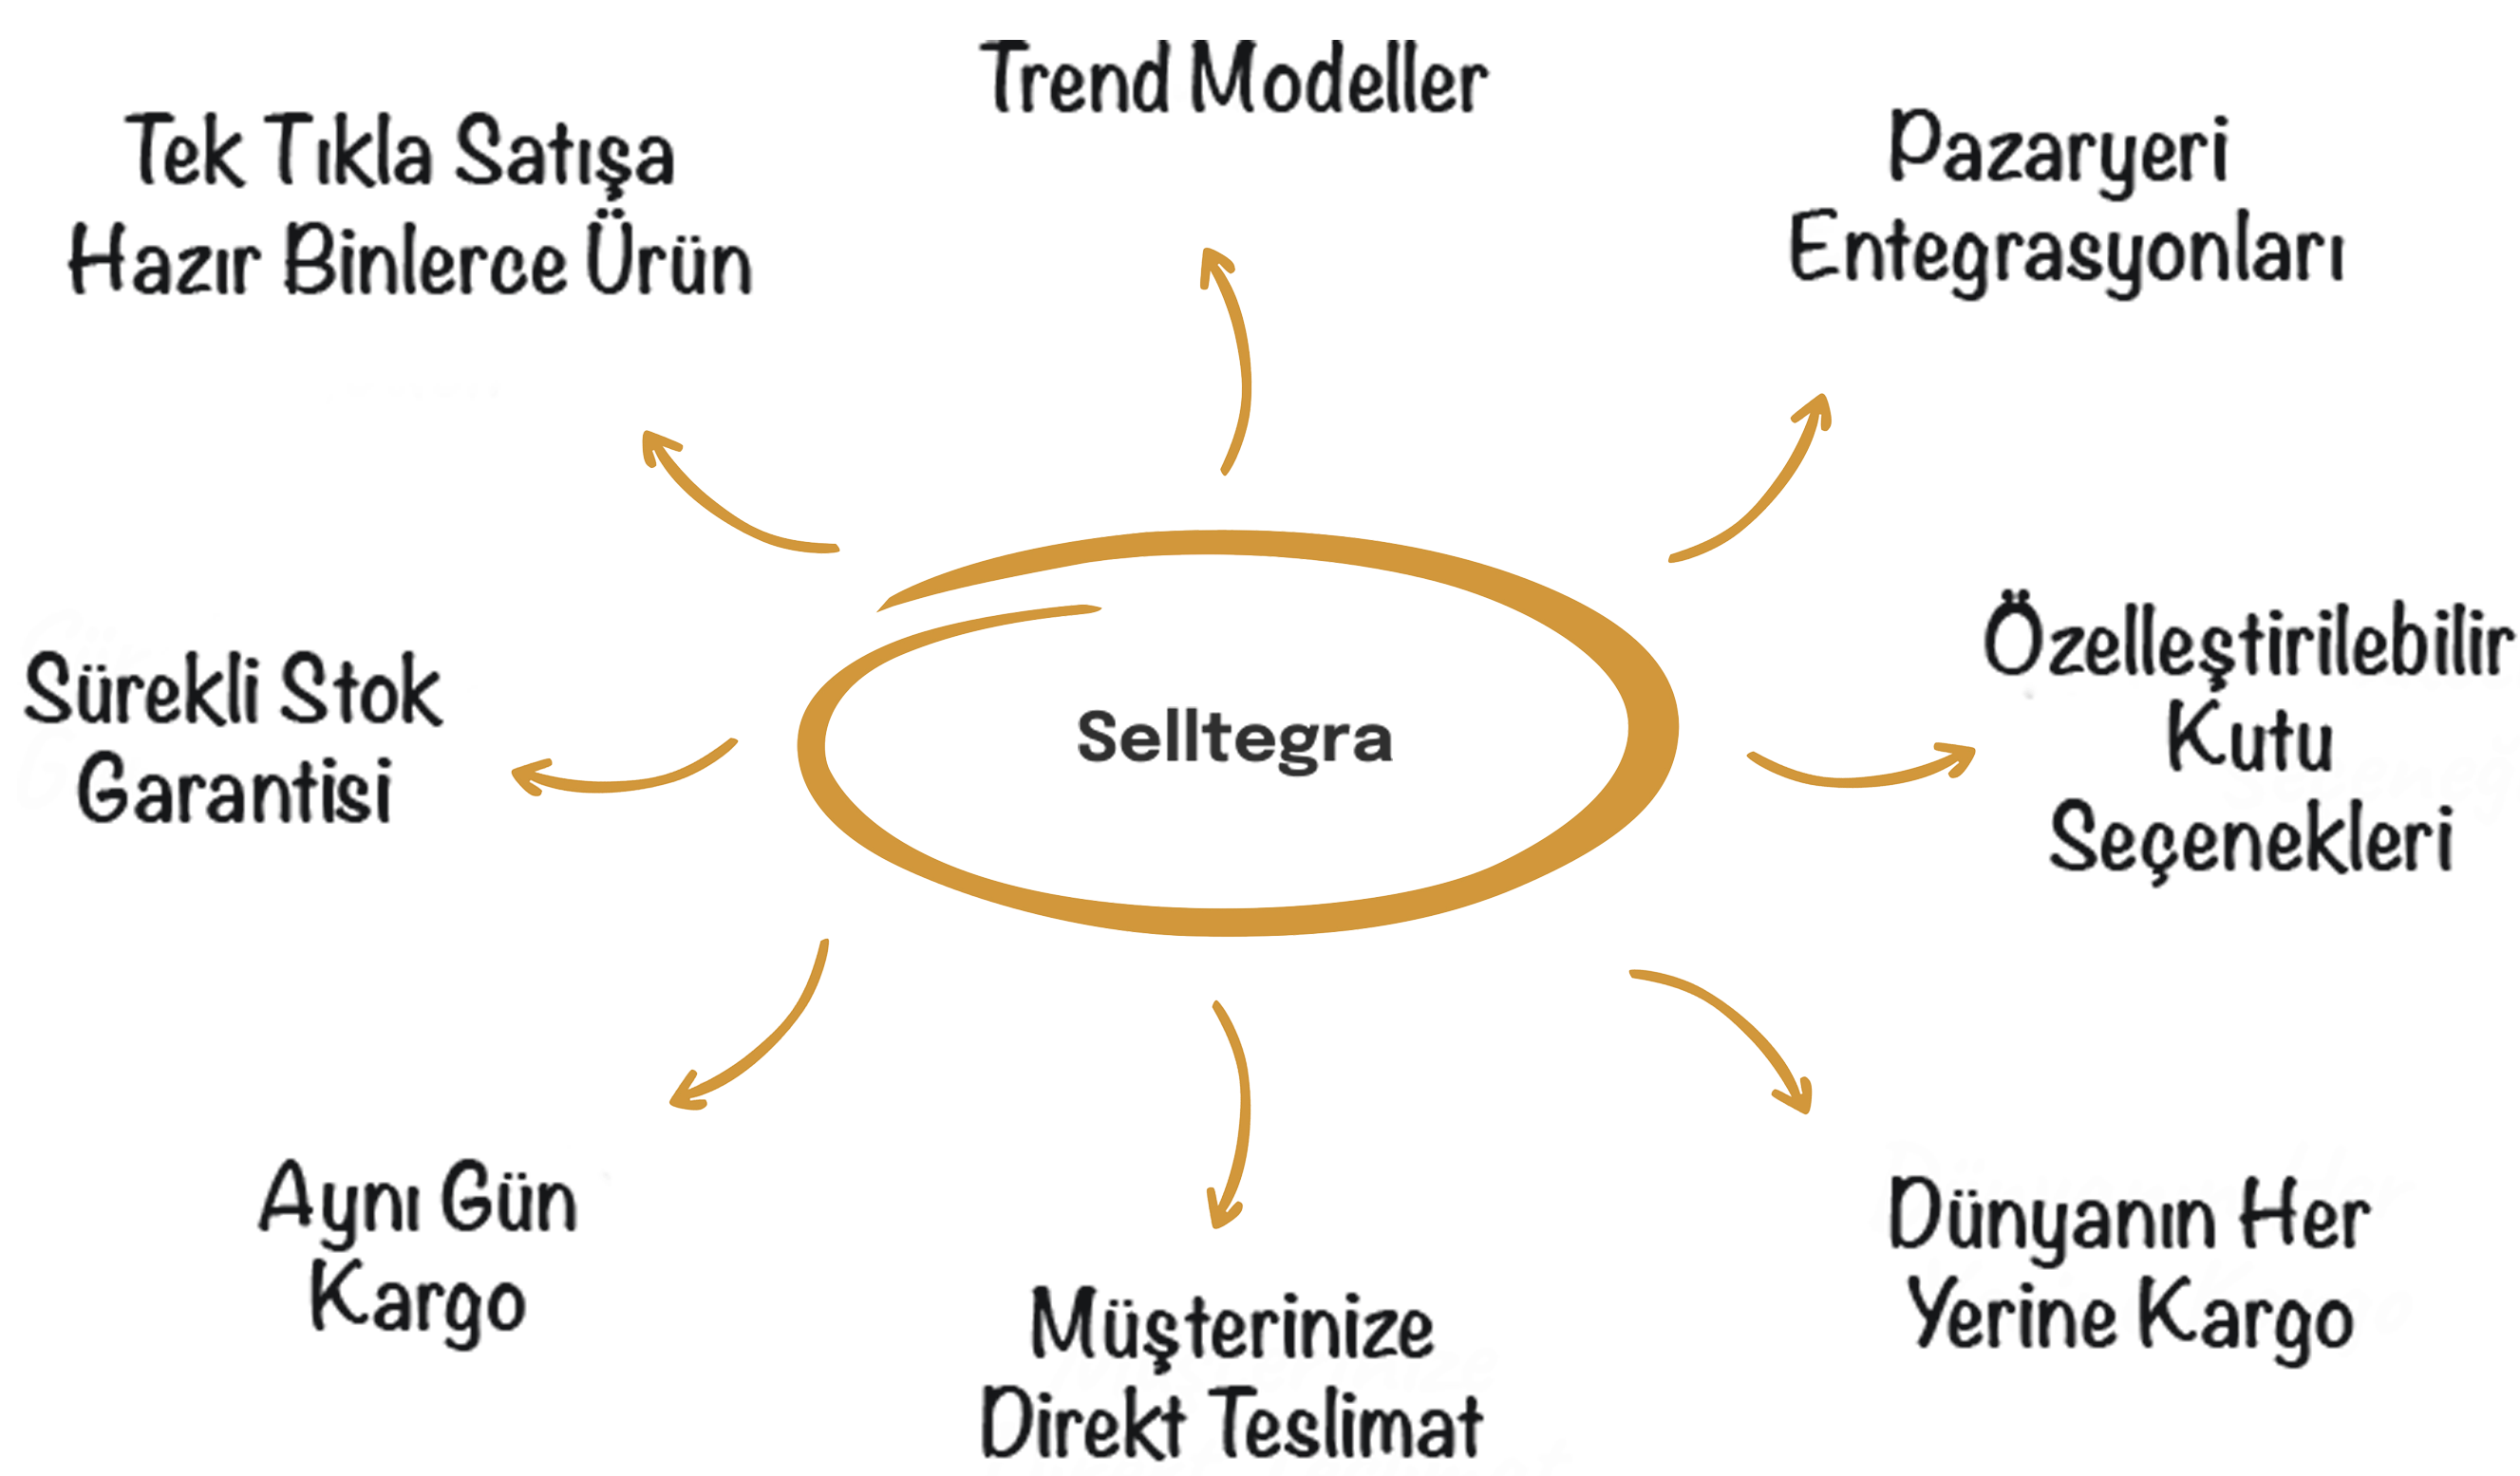 Trend Modeller
Tek Tıkla Satışa
Hazır Binlerce Ürün
Pazaryeri
Entegrasyonları
Sürekli Stok
Garantisi
Selltegra
Özelleştirilebilir
Kutu
Seçenekleri
Aynı Gün
Kargo
Müşterinize
Direkt Teslimat
Dünyanın Her
Yerine Kargo